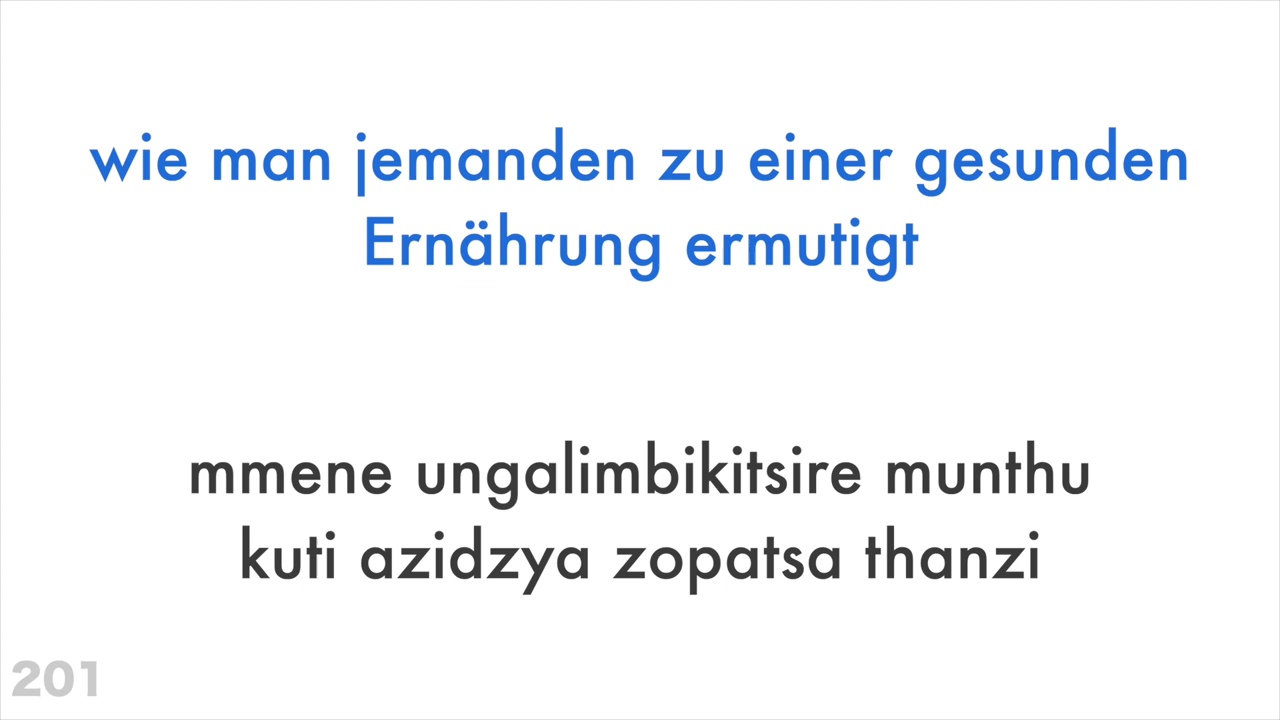 wie man jemanden zu einer gesunden
Ernährung ermutigt
mmene ungalimbikitsire munthu
kuti azidzya zopatsa thanzi
201